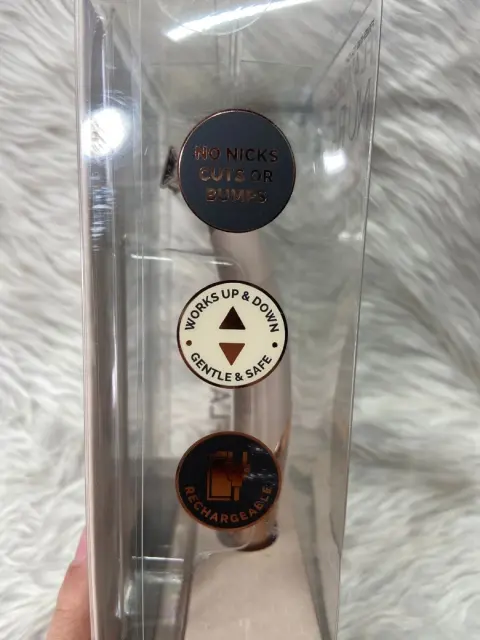 NO NICKS
CUTS OR
BUMPS
WORKS UP & DOWN
GENTLE & SAFE
RECHARGEABLE